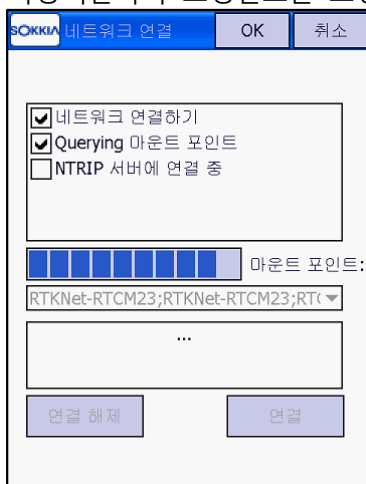 SOKKIA 네트워크 연결 OK 취소
네트워크 연결하기
Querying 마운트 포인트
NTRIP 서버에 연결 중
마운트 포인트:
RTKNet-RTCM23;RTKNet-RTCM23;RT(
...
연결 해제 연결